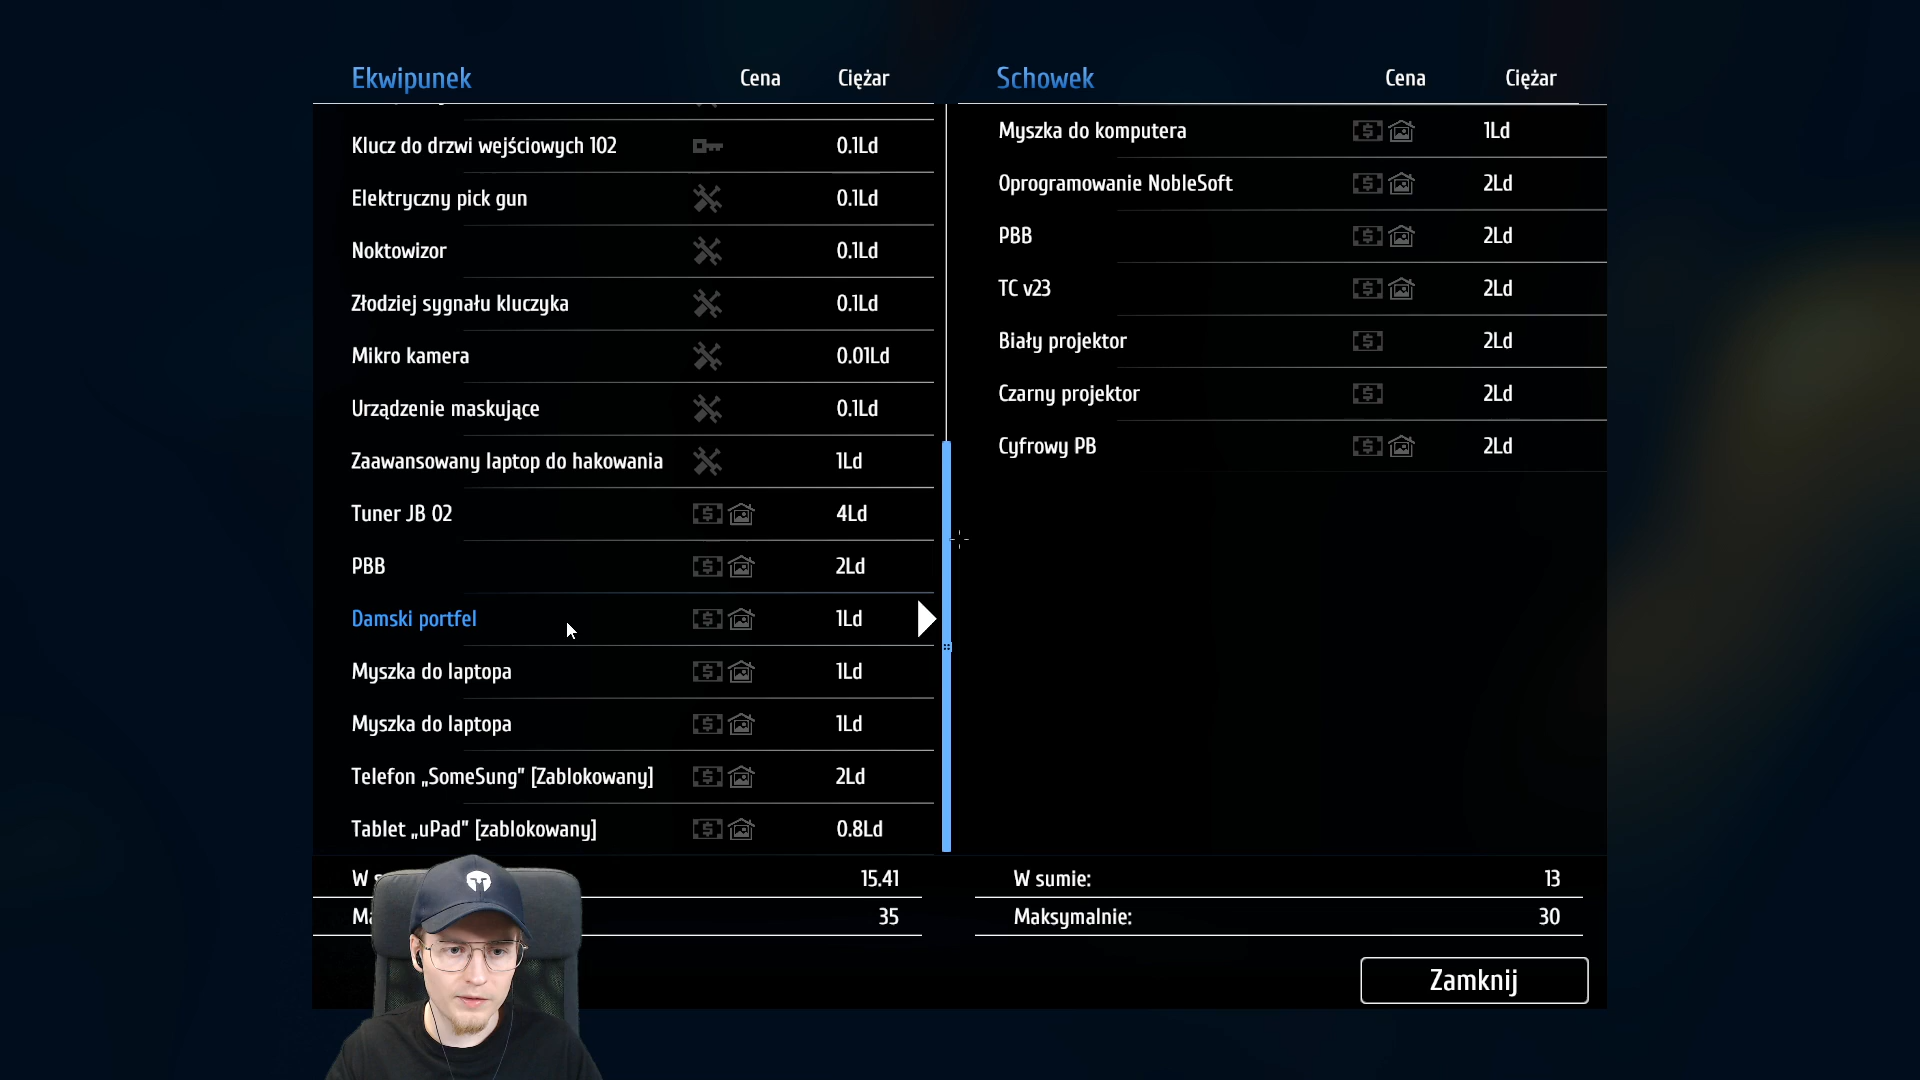 Ekwipunek Cena Ciężar
Klucz do drzwi wejściowych 102 0.1Ld
Elektryczny pick gun 0.1Ld
Noktowizor 0.1Ld
Złodziej sygnału kluczyka 0.1Ld
Mikro kamera 0.01Ld
Urządzenie maskujące 0.1Ld
Zaawansowany laptop do hakowania 1Ld
Tuner JB 02 4Ld
PBB 2Ld
Damski portfel 1Ld
Myszka do laptopa 1Ld
Myszka do laptopa 1Ld
Telefon „SomeSung" [Zablokowany] 2Ld
Tablet „uPad" [zablokowany] 0.8Ld
W 15.41
35
Schowek Cena Ciężar
Myszka do komputera 1Ld
Oprogramowanie NobleSoft 2Ld
PBB 2Ld
TC v23 2Ld
Biały projektor 2Ld
Czarny projektor 2Ld
Cyfrowy PB 2Ld
W sumie: 13
Maksymalnie: 30
Zamknij